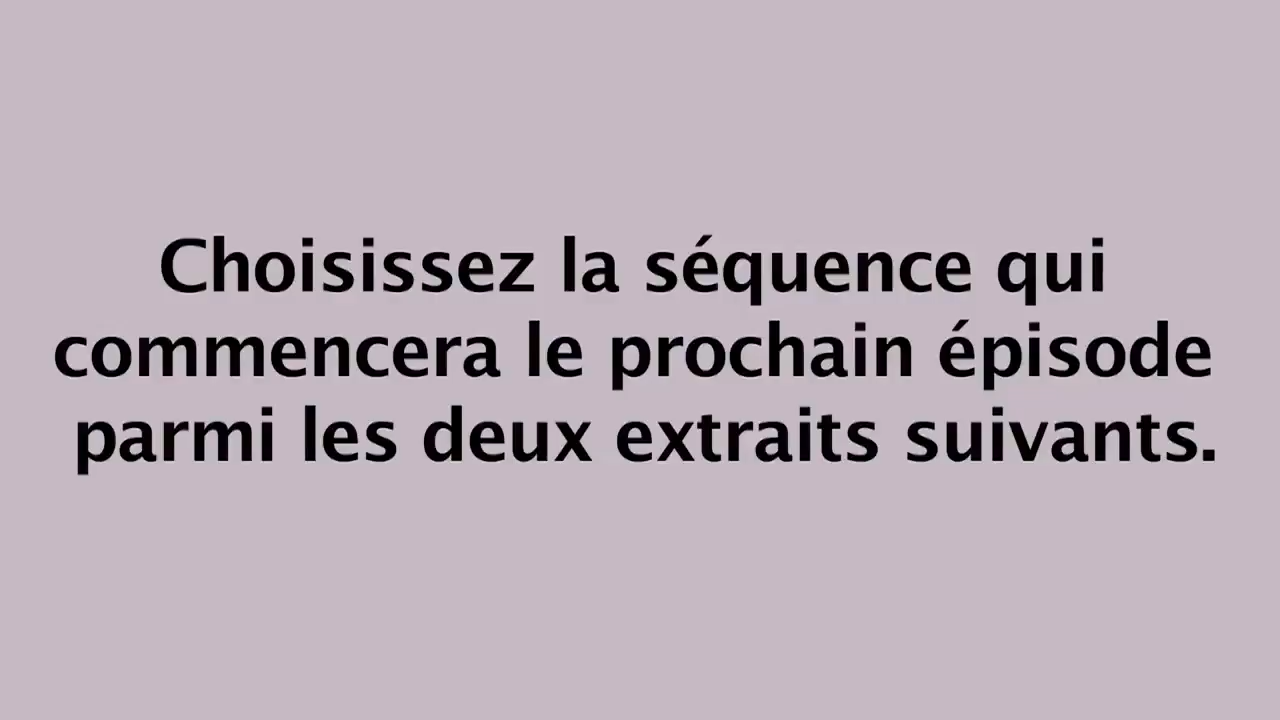 Choisissez la séquence qui
commencera le prochain épisode
parmi les deux extraits suivants.